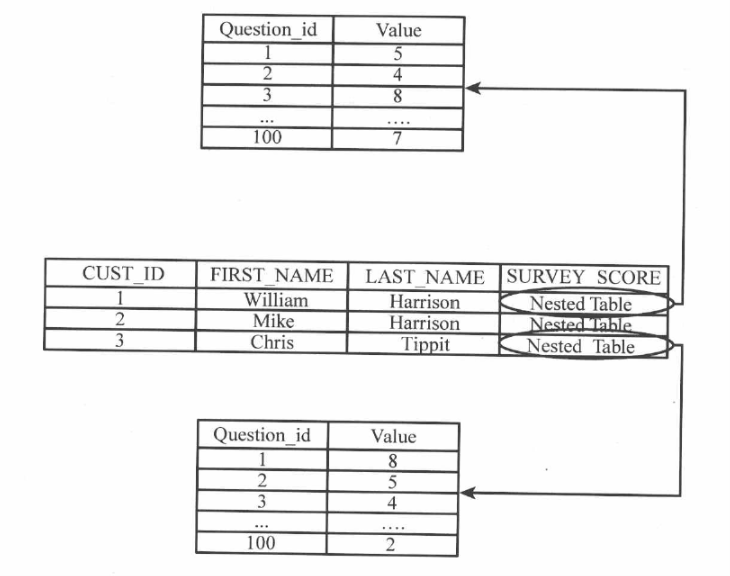 Question_id Value
1 5
2 4
3 8
... ....
100 7
CUST_ID FIRST_NAME LAST_NAME SURVEY SCORE
1 William Harrison Nested Table
2 Mike Harrison Nested Table
3 Chris Tippit Nested Table
Question_id Value
1 8
2 5
3 4
... ....
100 2